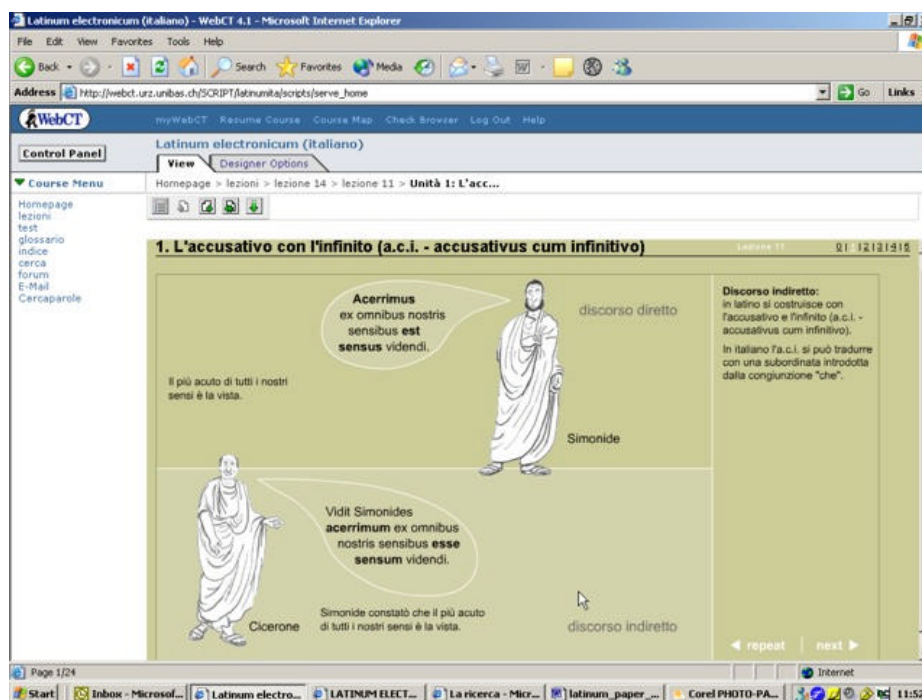 Latinum electronicum (italiano) - WebCT 4.1 - Microsoft Internet Explorer
File Edit View Favorites Tools Help
Back Search Favorites Media
Address http://webct.urz.unibas.ch/SCRIPT/latinumita/scripts/serve_home Go Links
WebCT myWebCT Resume Course Course Map Check Browser Log Out Help
Control Panel
Latinum electronicum (italiano)
View Designer Options
Course Menu
Homepage > lezioni > lezione 14 > lezione 11 > Unità 1: L'acc...
Homepage
lezioni
test
glossario
indice
cerca
forum
E-Mail
Cercaparole
1. L'accusativo con l'infinito (a.c.i. - accusativus cum infinitivo) Lezione 11
Acerrimus
ex omnibus nostris
sensibus est
sensus videndi.
discorso diretto
Il più acuto di tutti i nostri
sensi è la vista.
Simonide
Vidit Simonides
acerrimum ex omnibus
nostris sensibus esse
sensum videndi.
Cicerone
Simonide constatò che il più acuto
di tutti i nostri sensi è la vista.
discorso indiretto
Discorso indiretto:
in latino si costruisce con
l'accusativo e l'infinito (a.c.i. -
accusativus cum infinitivo).
In italiano l'a.c.i. si può tradurre
con una subordinata introdotta
dalla congiunzione "che".
repeat next
Page 1/24 Internet
Start Inbox - Microsof... Latinum electro... LATINUM ELECT... La ricerca - Micr... latinum_paper_... Corel PHOTO-PA...